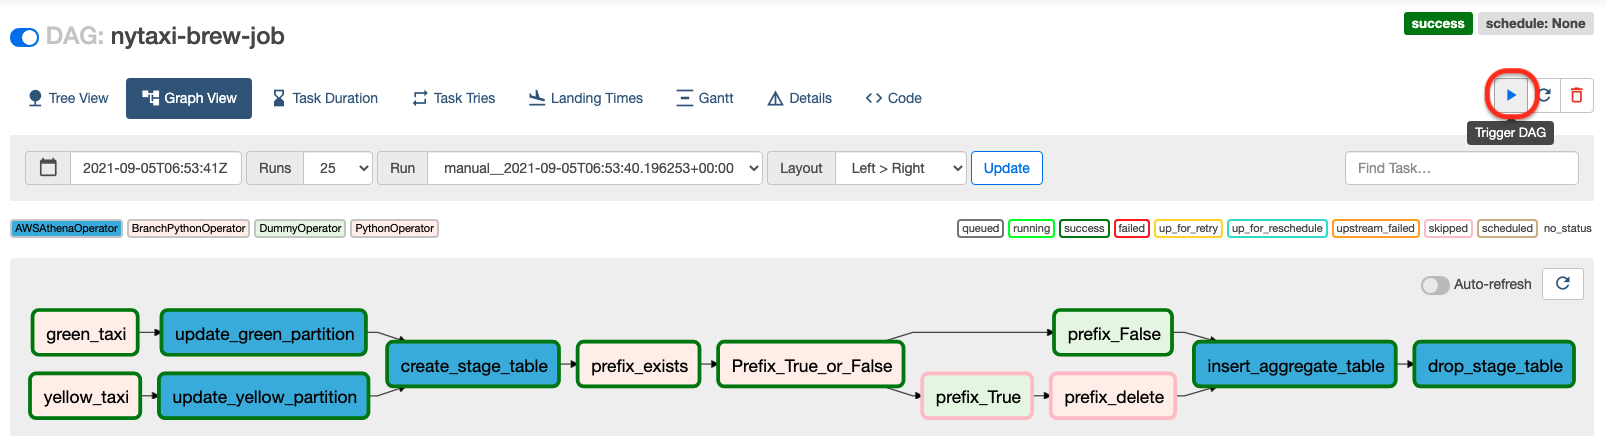 DAG: nytaxi-brew-job
success
schedule: None
Tree View
Graph View
Task Duration
Task Tries
Landing Times
Gantt
Details
Code
Trigger DAG
2021-09-05T06:53:41Z
Runs
25
Run
manual__2021-09-05T06:53:40.196253+00:00
Layout
Left > Right
Update
Find Task...
AWSAthenaOperator
BranchPythonOperator
DummyOperator
PythonOperator
queued
running
success
failed
up_for_retry
up_for_reschedule
upstream_failed
skipped
scheduled
no_status
Auto-refresh
green_taxi
update_green_partition
yellow_taxi
update_yellow_partition
create_stage_table
prefix_exists
Prefix_True_or_False
prefix_False
prefix_True
prefix_delete
insert_aggregate_table
drop_stage_table